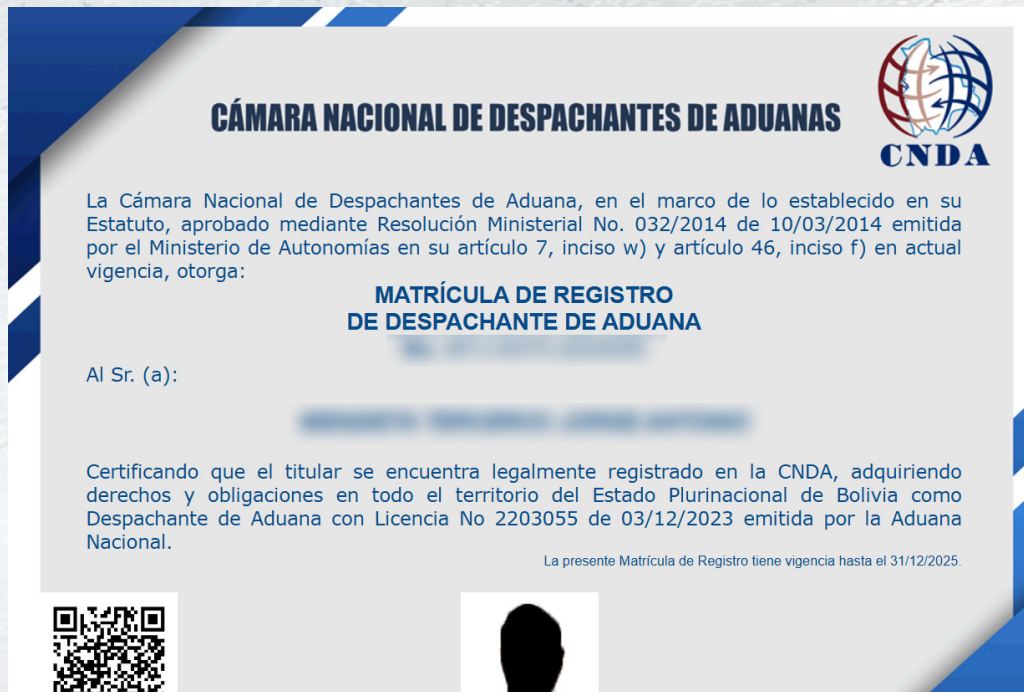 CÁMARA NACIONAL DE DESPACHANTES DE ADUANAS
CNDA
La Cámara Nacional de Despachantes de Aduana, en el marco de lo establecido en su
Estatuto, aprobado mediante Resolución Ministerial No. 032/2014 de 10/03/2014 emitida
por el Ministerio de Autonomías en su artículo 7, inciso w) y artículo 46, inciso f) en actual
vigencia, otorga:
MATRÍCULA DE REGISTRO
DE DESPACHANTE DE ADUANA
Al Sr. (a):
Certificando que el titular se encuentra legalmente registrado en la CNDA, adquiriendo
derechos y obligaciones en todo el territorio del Estado Plurinacional de Bolivia como
Despachante de Aduana con Licencia No 2203055 de 03/12/2023 emitida por la Aduana
Nacional.
La presente Matrícula de Registro tiene vigencia hasta el 31/12/2025.